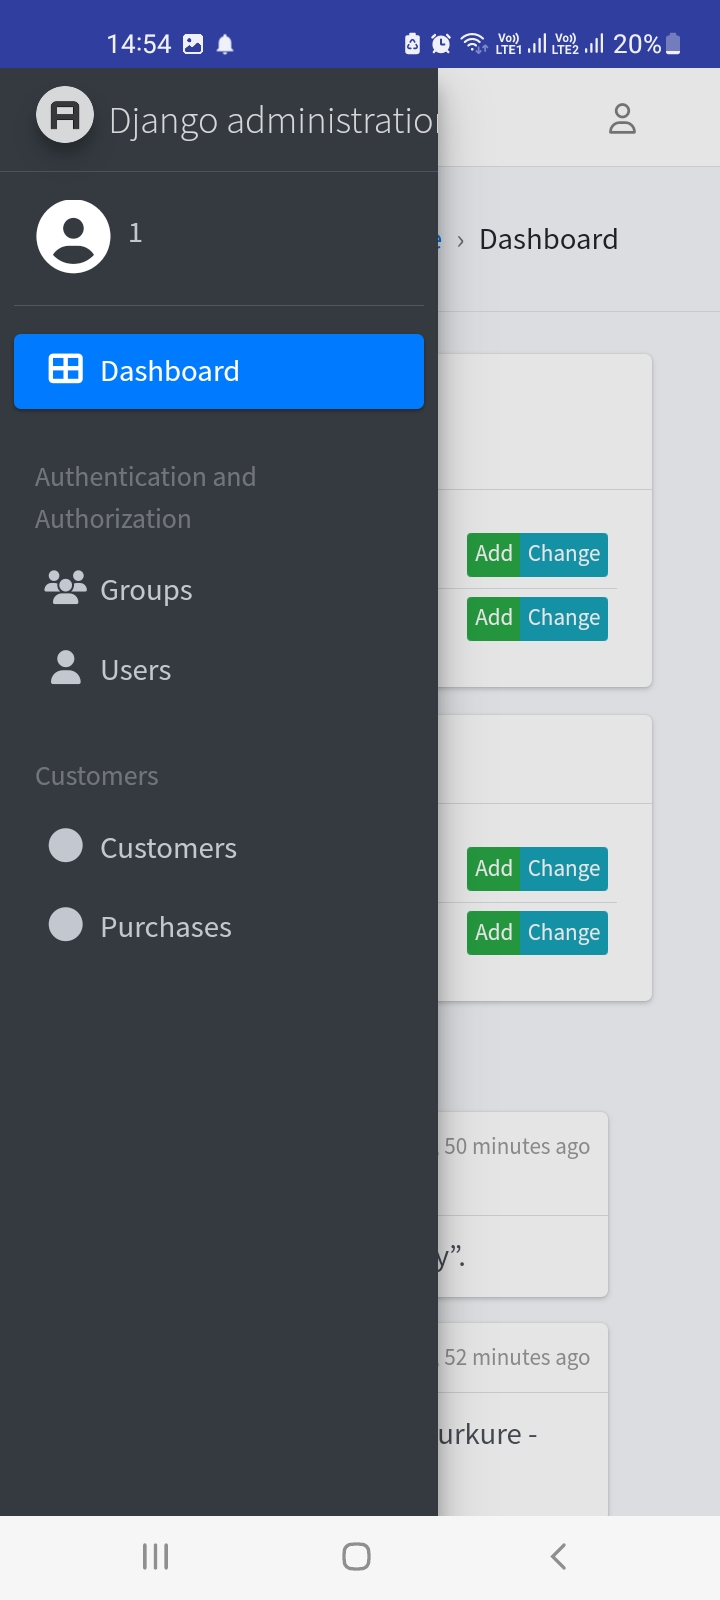 14:54 Vo)) LTE1 Vo)) LTE2 20%
Django administration
1
› Dashboard
Dashboard
Authentication and
Authorization
Groups
Users
Customers
Customers
Purchases
Add Change
Add Change
Add Change
Add Change
50 minutes ago
y”.
52 minutes ago
urkure -